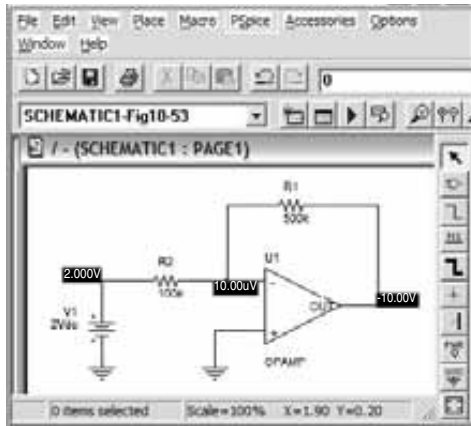 File Edit View Place Macro PSpice Accessories Options
Window Help
0
SCHEMATIC1-Fig10-53
/ - (SCHEMATIC1 : PAGE1)
R1
500k
R2
U1
2.000V
100k
10.00uV
-
-10.00V
OUT
V1
2Vdc
+
OPAMP
0 items selected Scale=100% X=1.90 Y=0.20